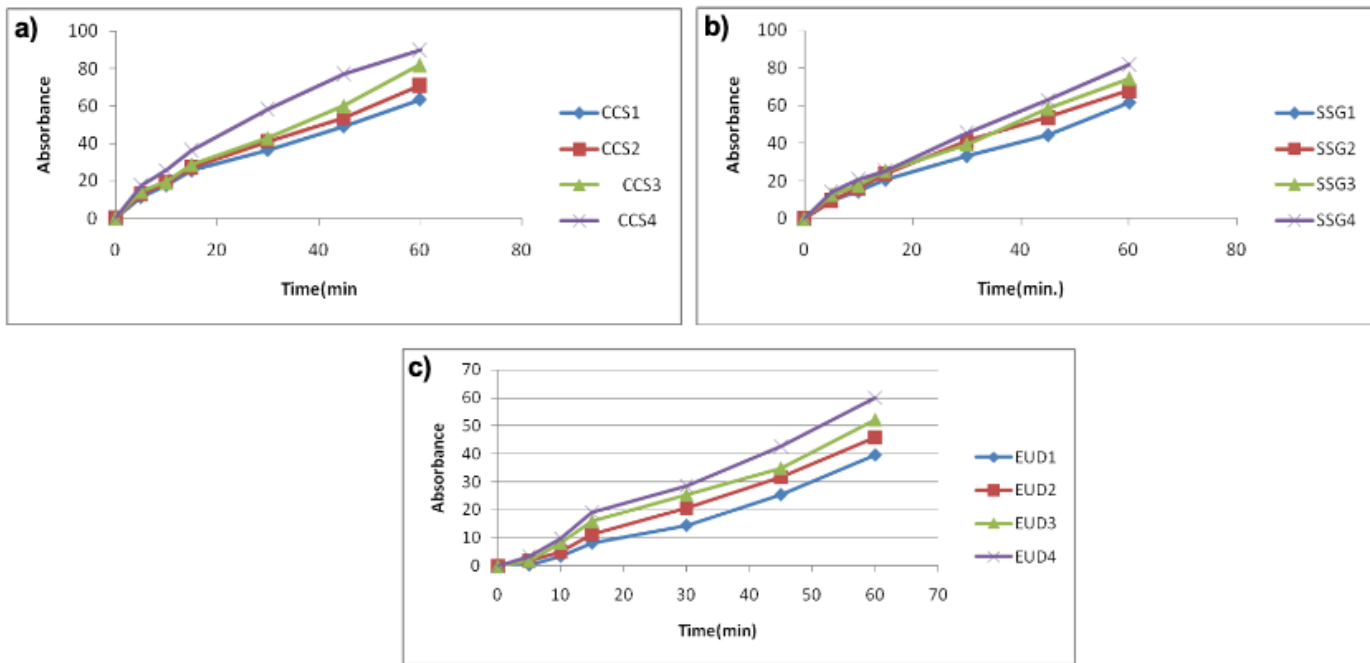 a)
100
80
60
40
20
0
Absorbance
0 20 40 60 80
Time(min
CCS1
CCS2
CCS3
CCS4
b)
100
80
60
40
20
0
Absorbance
0 20 40 60 80
Time(min.)
SSG1
SSG2
SSG3
SSG4
c)
70
60
50
40
30
20
10
0
Absorbance
0 10 20 30 40 50 60 70
Time(min)
EUD1
EUD2
EUD3
EUD4